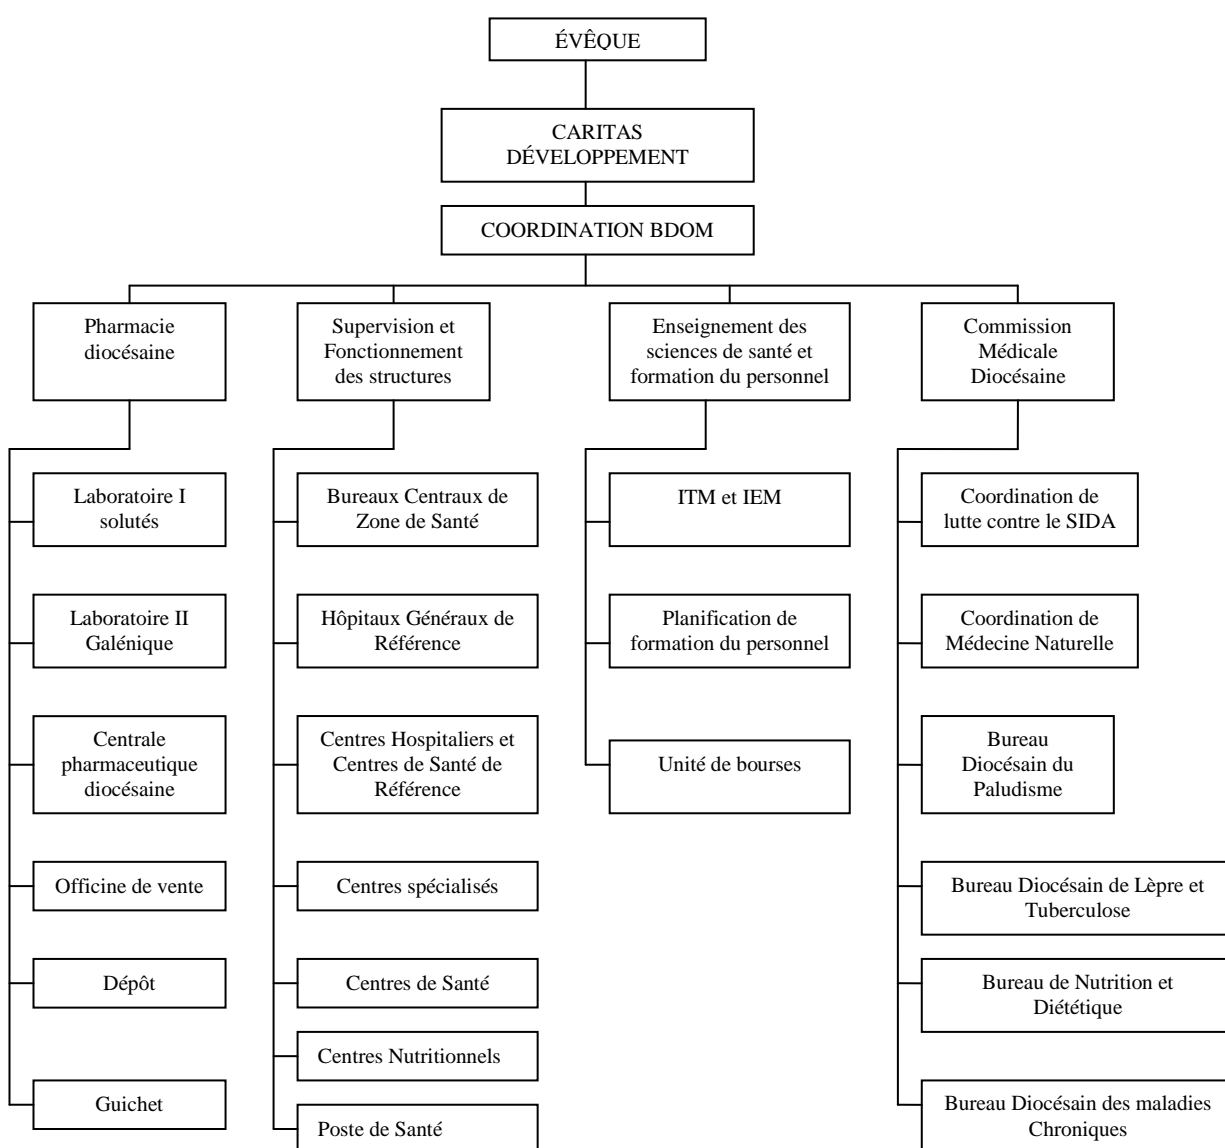 ÉVÊQUE
CARITAS
DÉVELOPPEMENT
COORDINATION BDOM
Pharmacie
diocésaine
Supervision et
Fonctionnement
des structures
Enseignement des
sciences de santé et
formation du personnel
Commission
Médicale
Diocésaine
Laboratoire I
solutés
Laboratoire II
Galénique
Centrale
pharmaceutique
diocésaine
Officine de vente
Dépôt
Guichet
Bureaux Centraux de
Zone de Santé
Hôpitaux Généraux de
Référence
Centres Hospitaliers et
Centres de Santé de
Référence
Centres spécialisés
Centres de Santé
Centres Nutritionnels
Poste de Santé
ITM et IEM
Planification de
formation du personnel
Unité de bourses
Coordination de
lutte contre le SIDA
Coordination de
Médecine Naturelle
Bureau
Diocésain du
Paludisme
Bureau Diocésain de Lèpre et
Tuberculose
Bureau de Nutrition et
Diététique
Bureau Diocésain des maladies
Chroniques